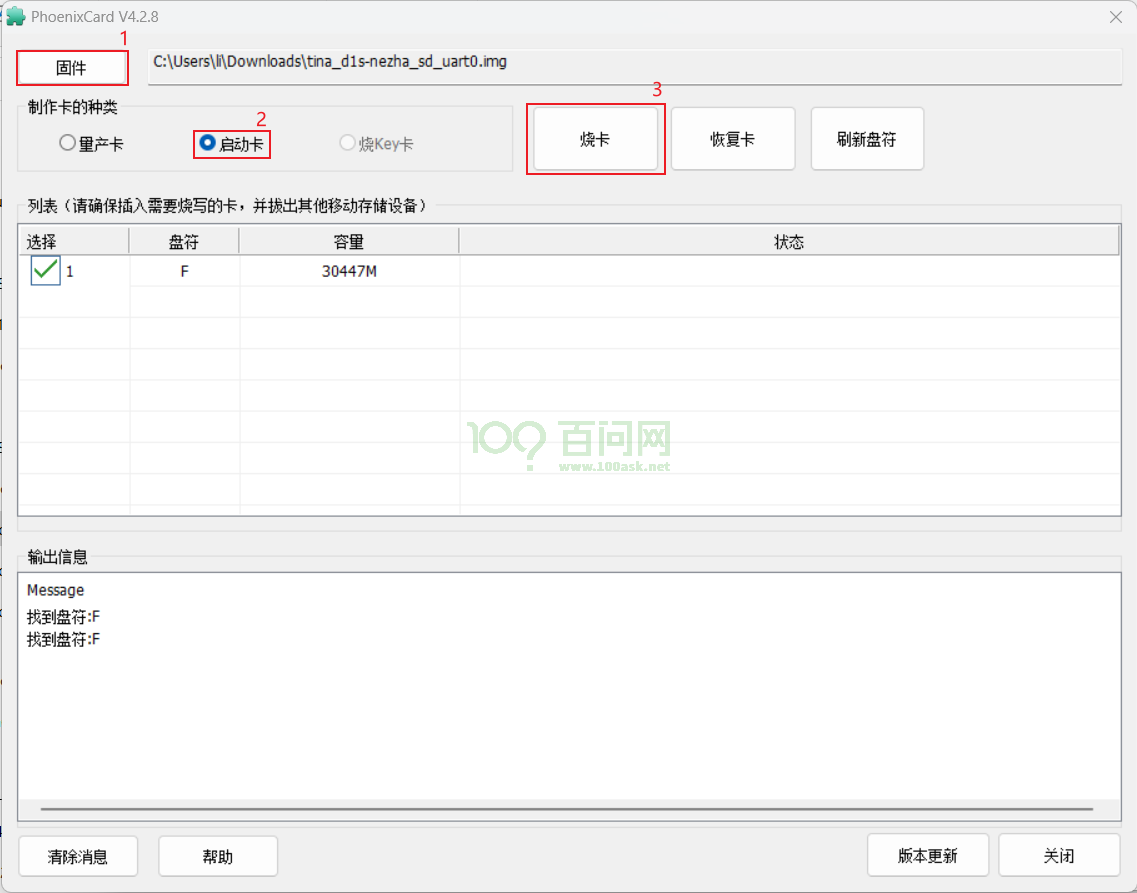 PhoenixCard V4.2.8
1
固件
C:\Users\li\Downloads\tina_d1s-nezha_sd_uart0.img
制作卡的种类
2
3
量产卡
启动卡
烧Key卡
烧卡
恢复卡
刷新盘符
列表（请确保插入需要烧写的卡，并拔出其他移动存储设备）
选择 盘符 容量 状态
1 F 30447M
100? 百问网
www.100ask.net
输出信息
Message
找到盘符:F
找到盘符:F
清除消息
帮助
版本更新
关闭